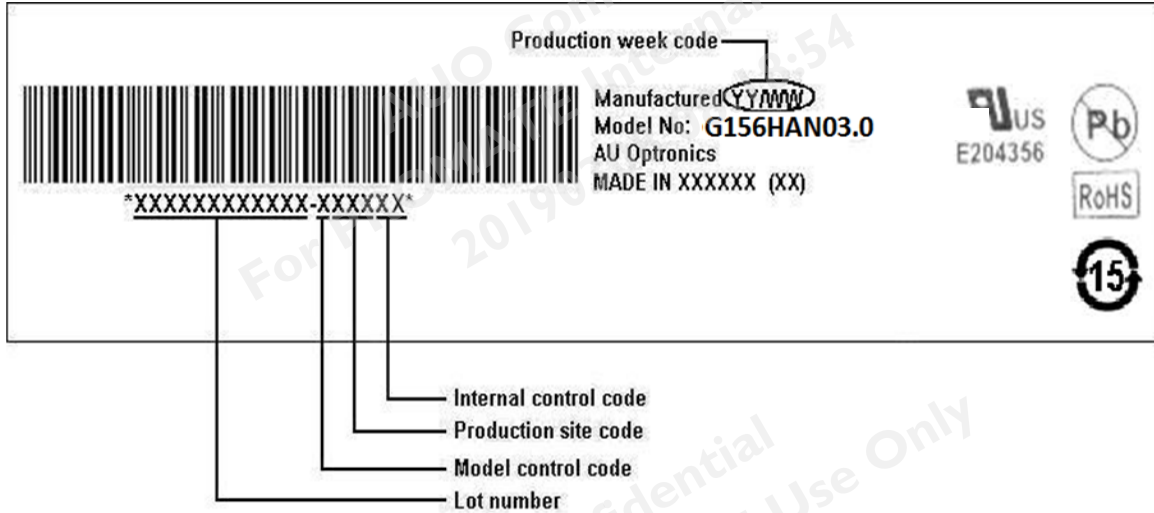 Production week code
Manufactured YY/WW
Model No: G156HAN03.0
AU Optronics
MADE IN XXXXXX (XX)
*XXXXXXXXXXXX-XXXXXX*
US
E204356
Pb
RoHS
15
Internal control code
Production site code
Model control code
Lot number